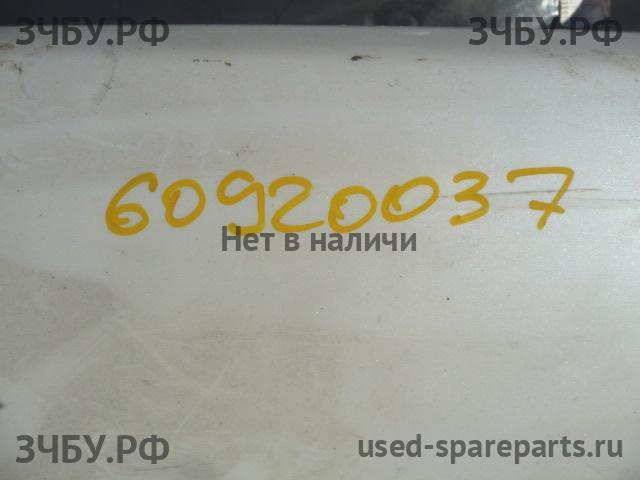 ЗЧБУ.РФ ЗЧБУ.РФ
60920037
Нет в наличи
ЗЧБУ.РФ used-spareparts.ru